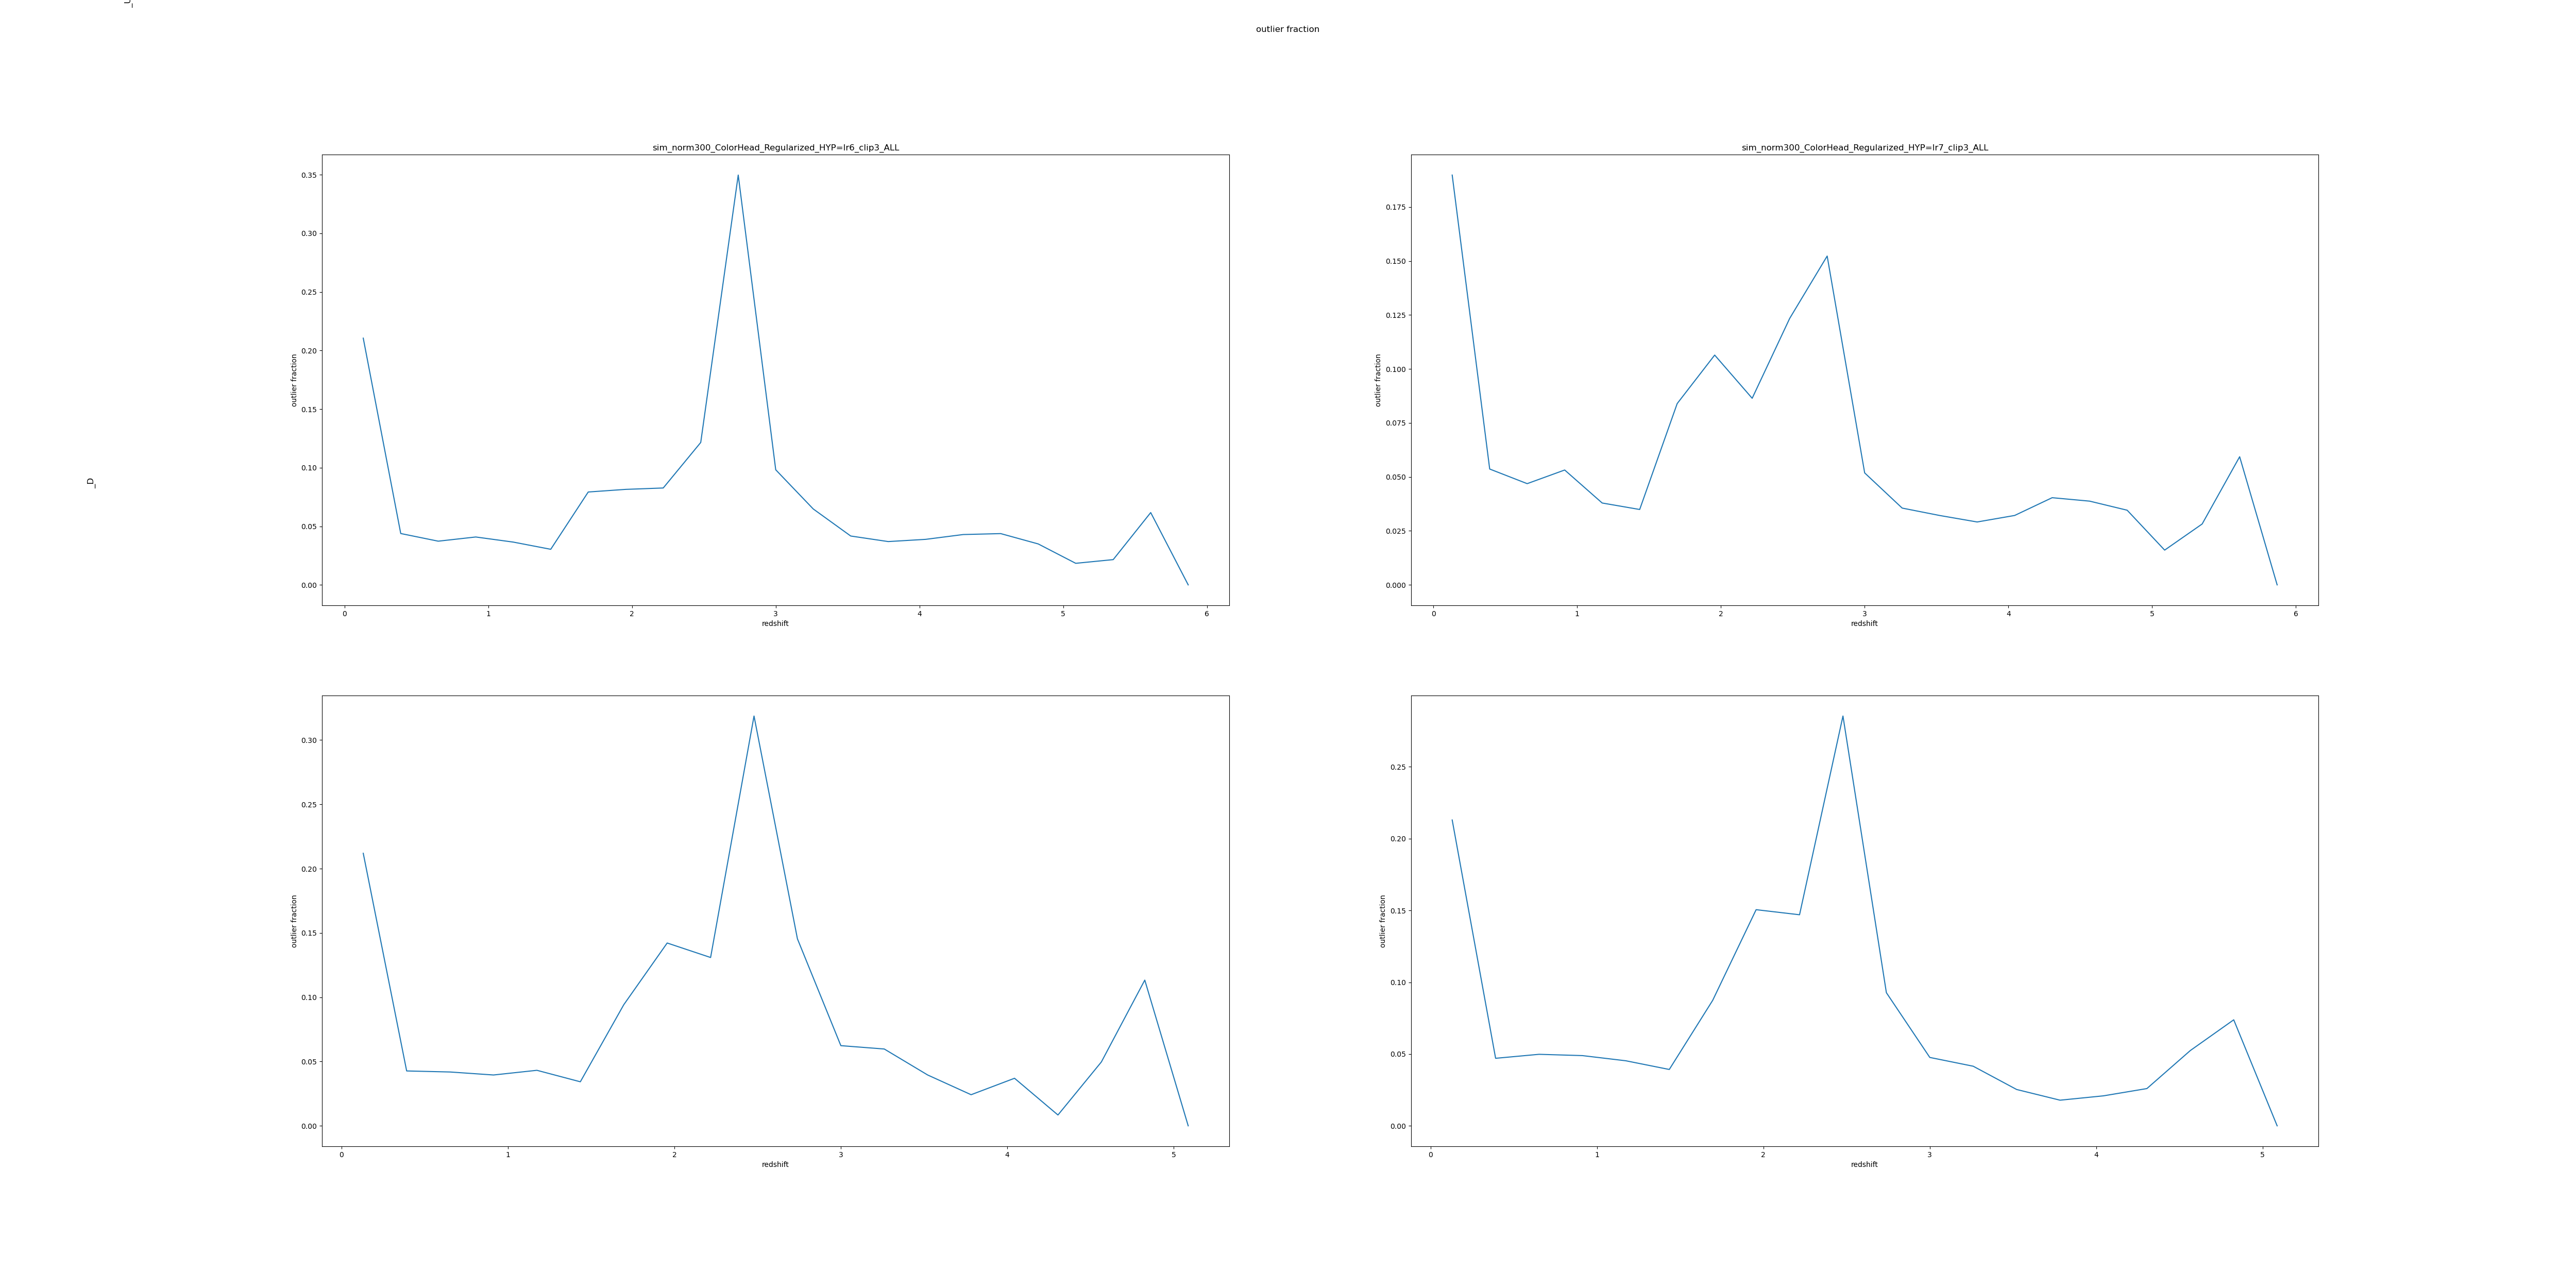 outlier fraction
_D
sim_norm300_ColorHead_Regularized_HYP=lr6_clip3_ALL
outlier fraction
0.35
0.30
0.25
0.20
0.15
0.10
0.05
0.00
0 1 2 3 4 5 6
redshift
sim_norm300_ColorHead_Regularized_HYP=lr7_clip3_ALL
outlier fraction
0.175
0.150
0.125
0.100
0.075
0.050
0.025
0.000
0 1 2 3 4 5 6
redshift
outlier fraction
0.30
0.25
0.20
0.15
0.10
0.05
0.00
0 1 2 3 4 5
redshift
outlier fraction
0.25
0.20
0.15
0.10
0.05
0.00
0 1 2 3 4 5
redshift